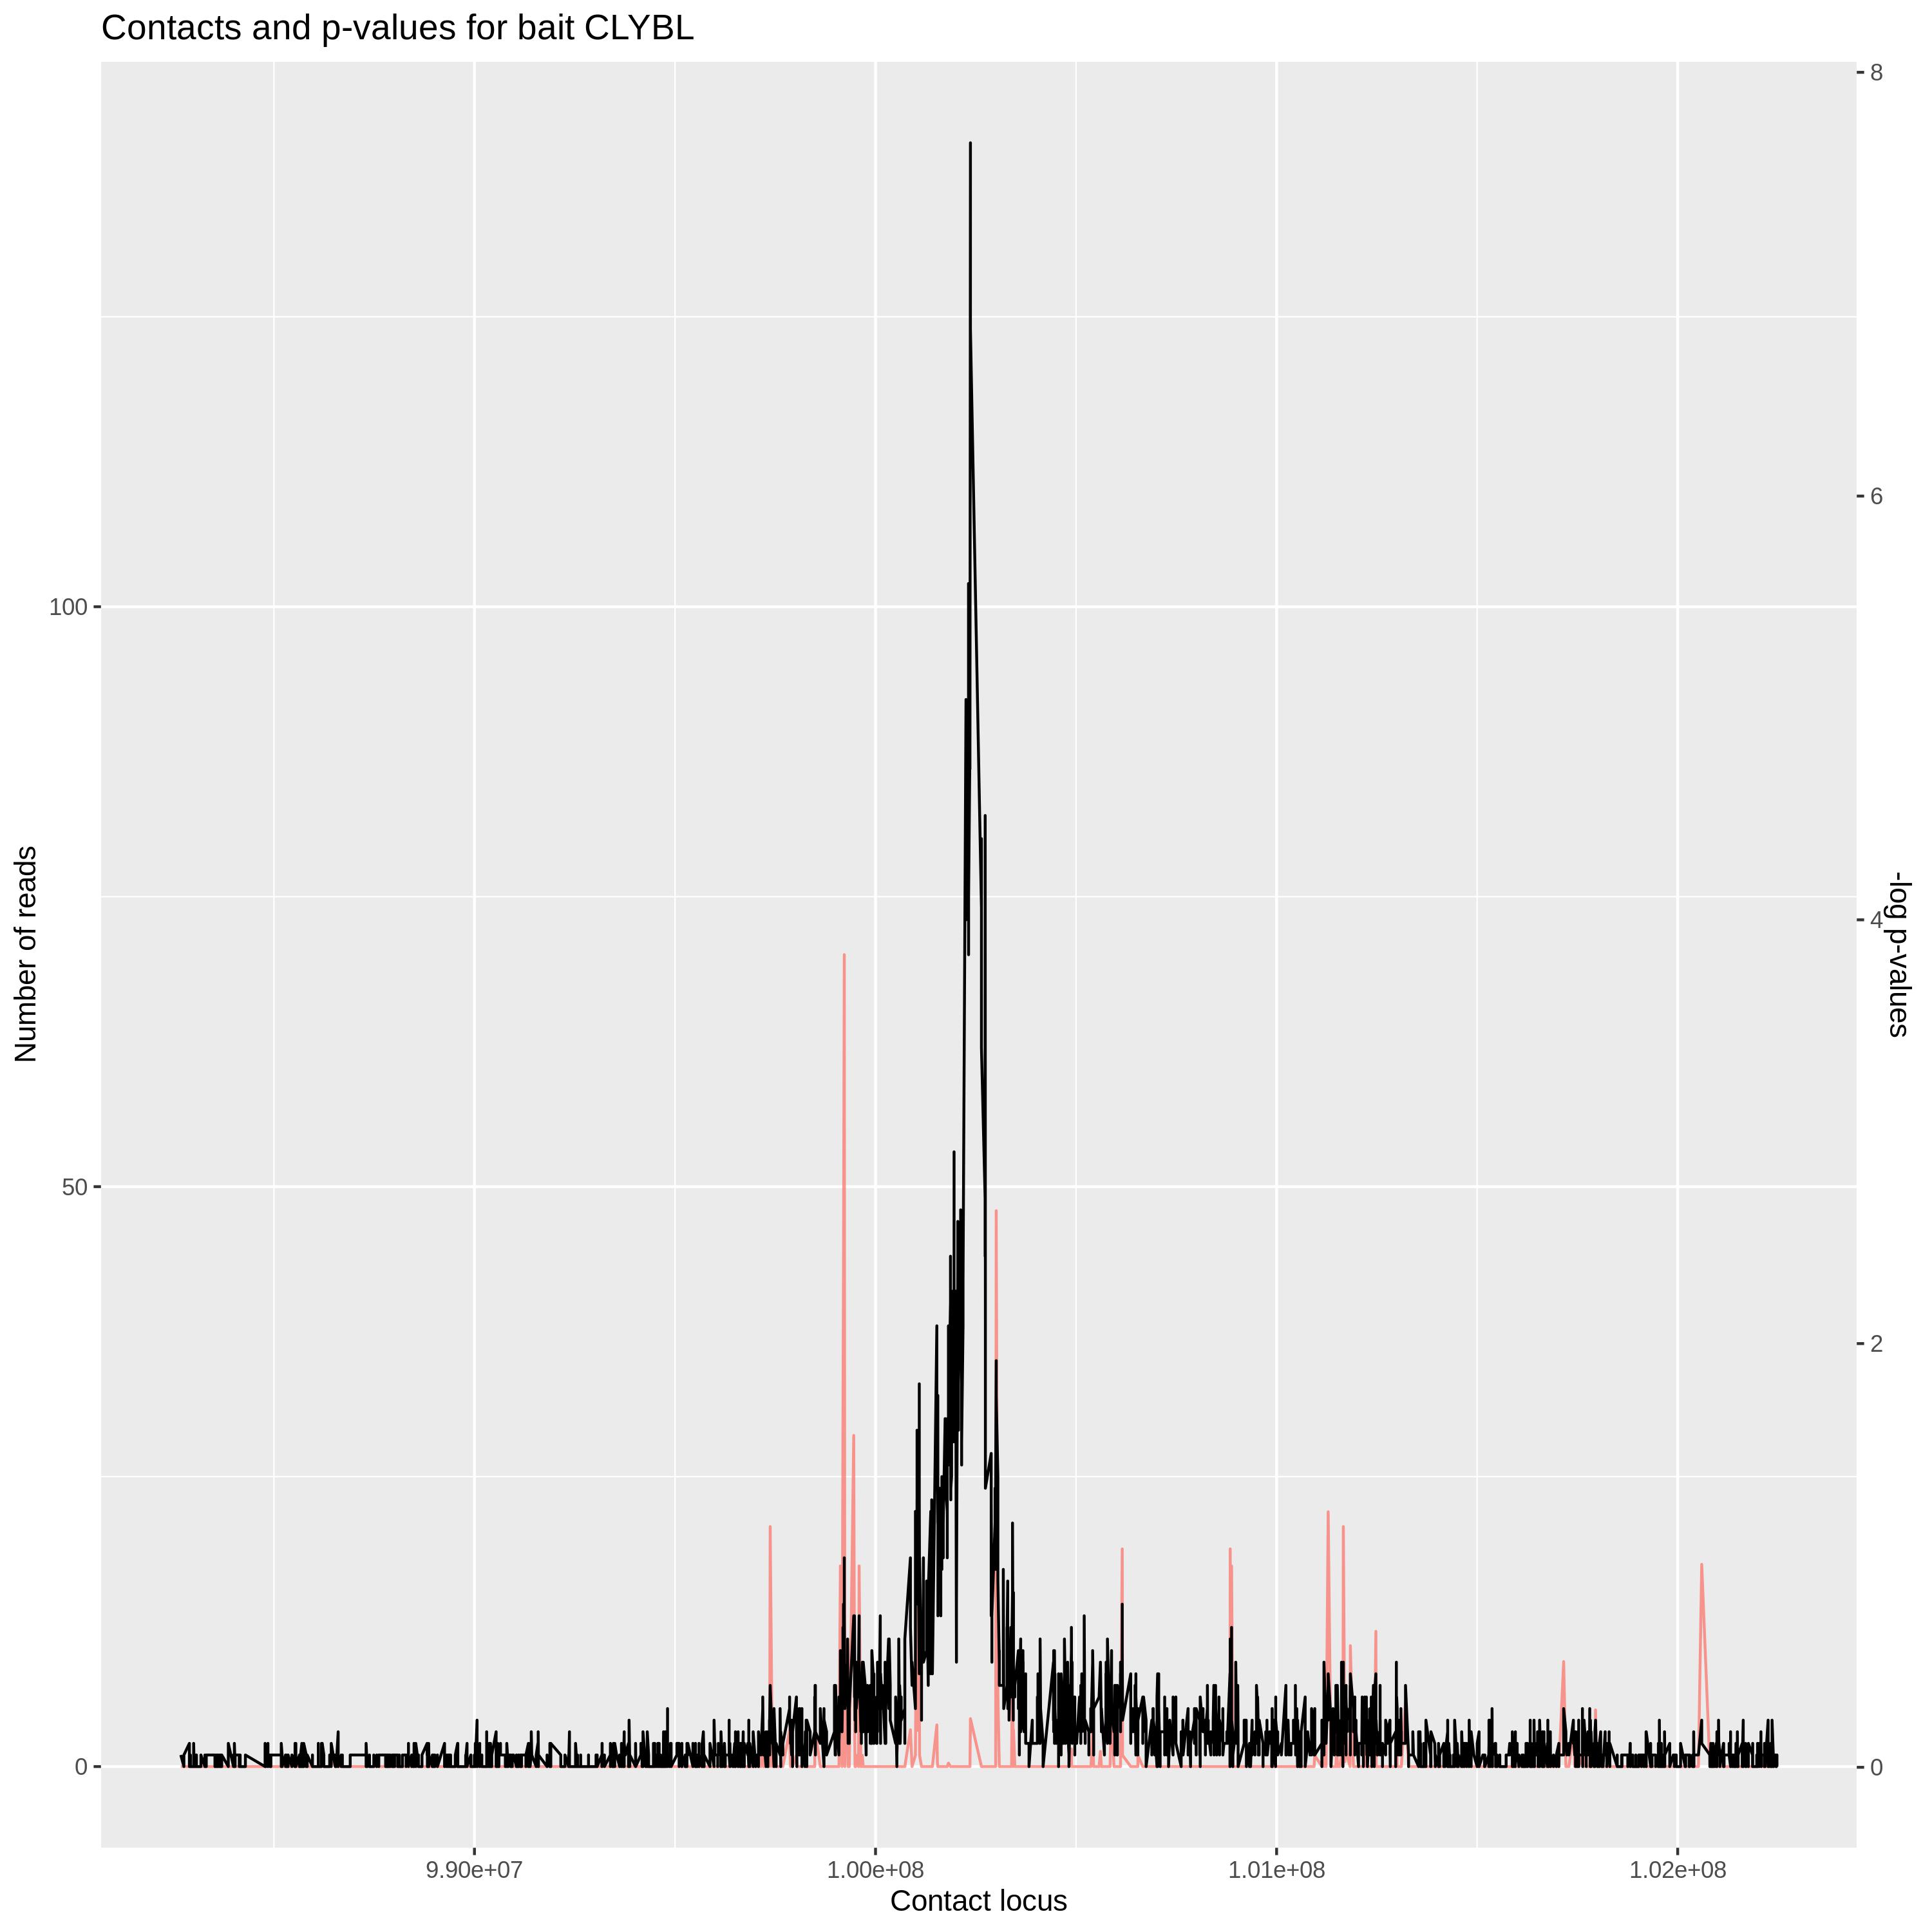 Contacts and p-values for bait CLYBL
8
6
4
2
0
100
50
0
Number of reads
-log p-values
9.90e+07
1.00e+08
1.01e+08
1.02e+08
Contact locus